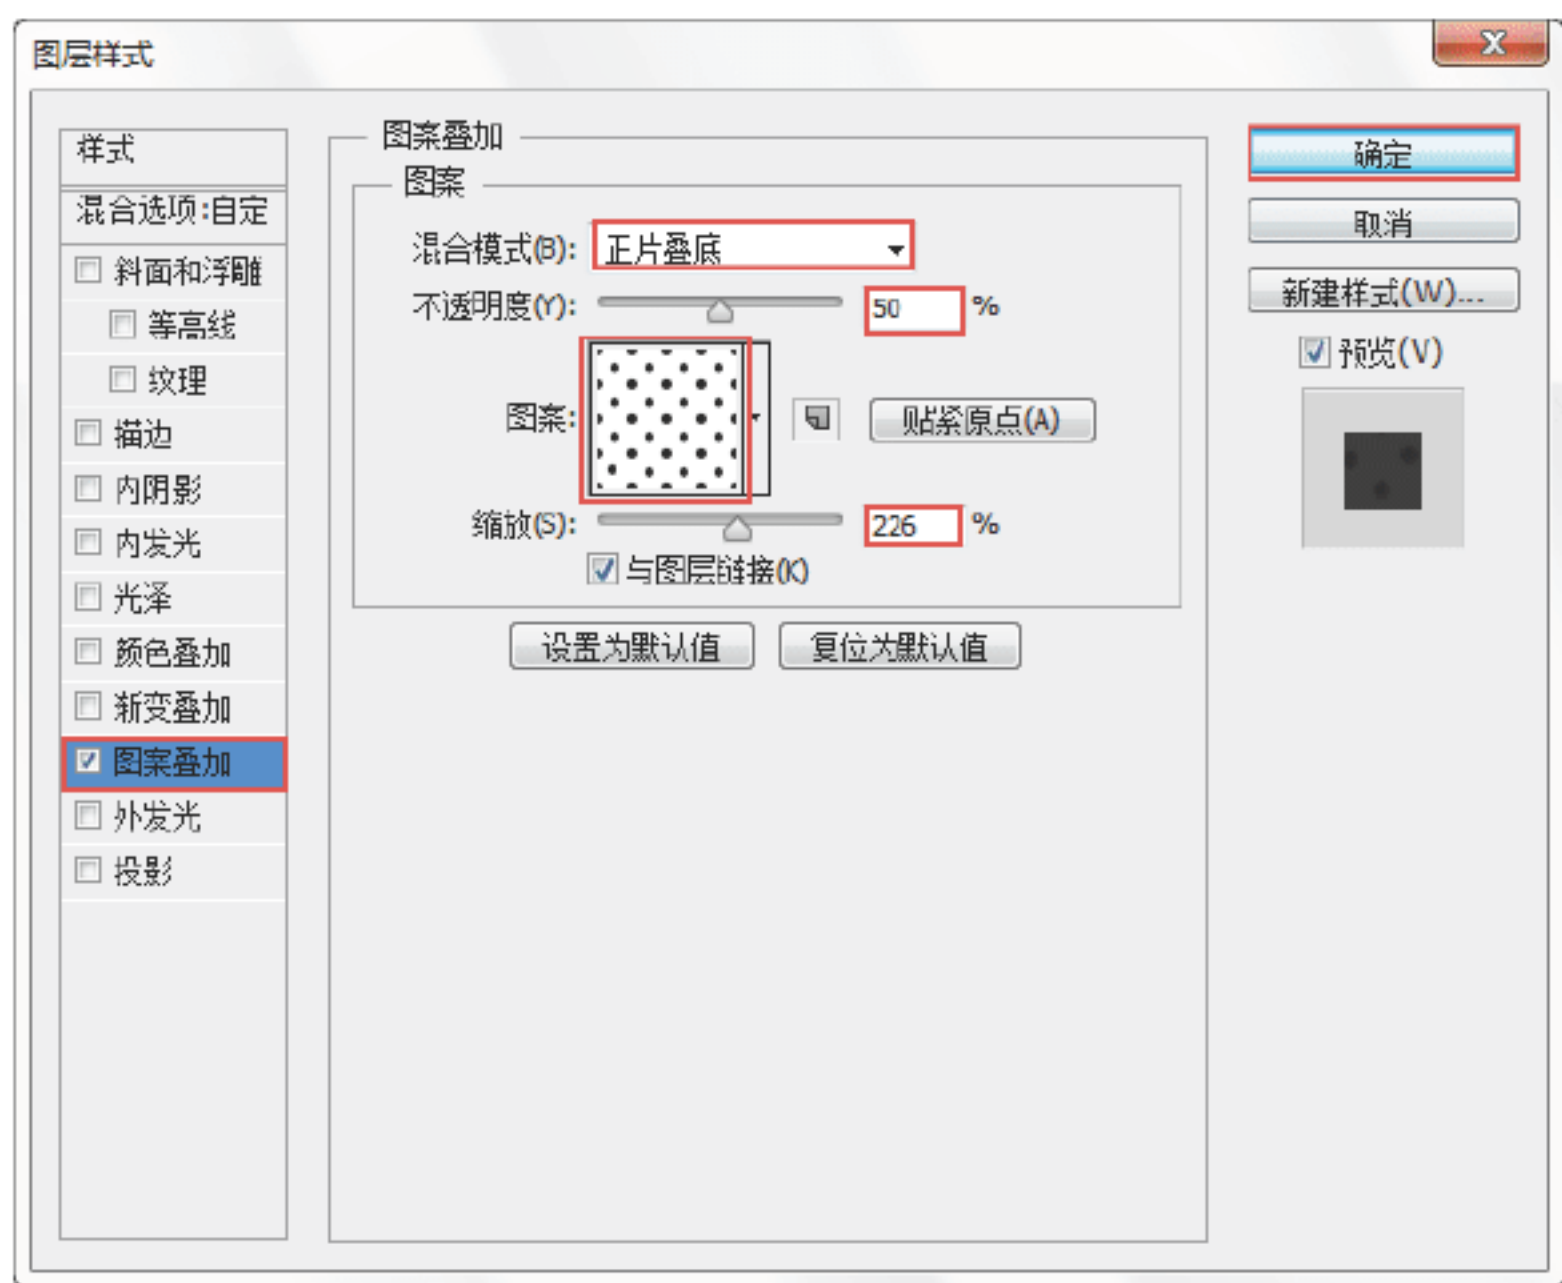 图层样式
样式
混合选项:自定
斜面和浮雕
等高线
纹理
描边
内阴影
内发光
光泽
颜色叠加
渐变叠加
图案叠加
外发光
投影
图案叠加
图案
混合模式(B): 正片叠底
不透明度(Y): 50 %
图案: 贴紧原点(A)
缩放(S): 226 %
与图层链接(K)
设置为默认值 复位为默认值
确定
取消
新建样式(W)...
预览(V)